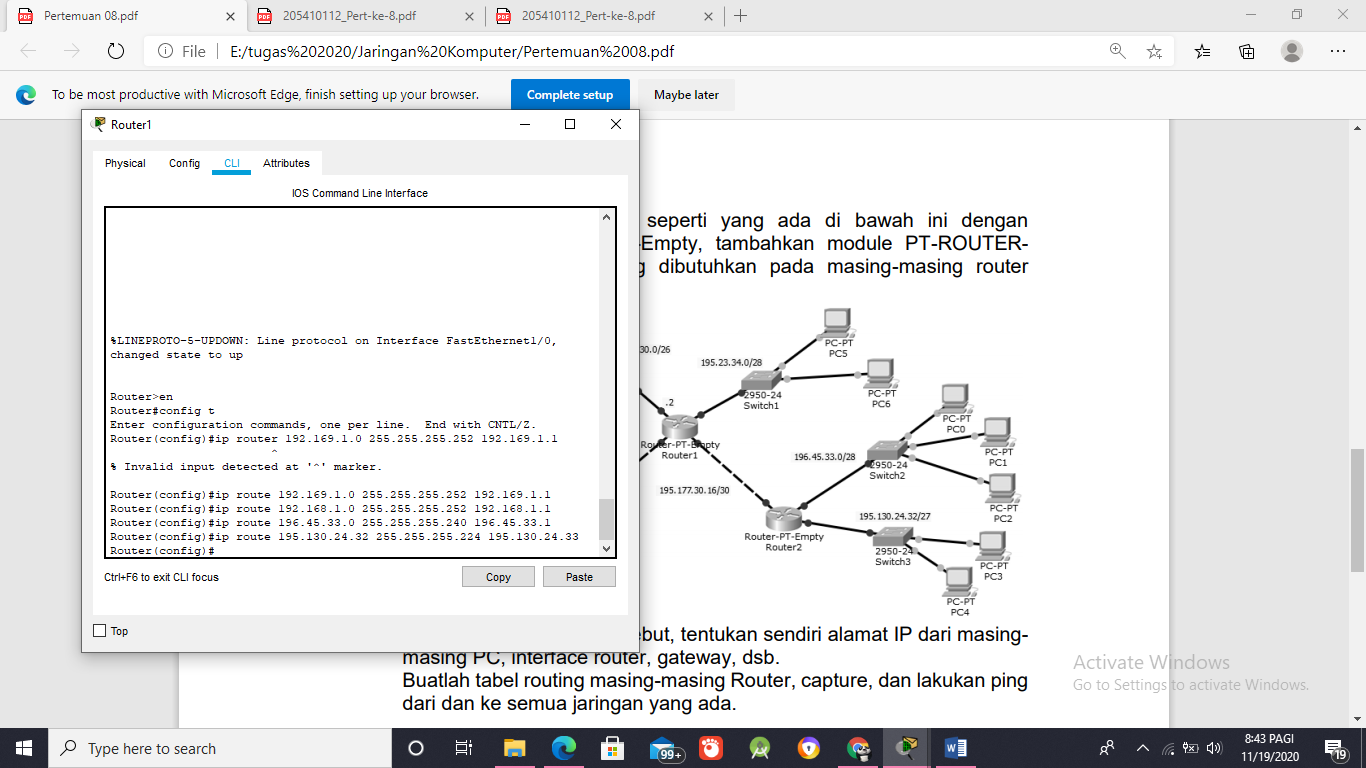 Pertemuan 08.pdf
205410112_Pert-ke-8.pdf
205410112_Pert-ke-8.pdf
File
E:/tugas%202020/Jaringan%20Komputer/Pertemuan%2008.pdf
To be most productive with Microsoft Edge, finish setting up your browser.
Complete setup
Maybe later
Router1
Physical
Config
CLI
Attributes
IOS Command Line Interface
%LINEPROTO-5-UPDOWN: Line protocol on Interface FastEthernet1/0,
changed state to up
Router>en
Router#config t
Enter configuration commands, one per line.  End with CNTL/Z.
Router(config)#ip router 192.169.1.0 255.255.255.252 192.169.1.1
^
% Invalid input detected at '^' marker.
Router(config)#ip route 192.169.1.0 255.255.255.252 192.169.1.1
Router(config)#ip route 192.168.1.0 255.255.255.252 192.168.1.1
Router(config)#ip route 196.45.33.0 255.255.255.240 196.45.33.1
Router(config)#ip route 195.130.24.32 255.255.255.224 195.130.24.33
Router(config)#
Ctrl+F6 to exit CLI focus
Copy
Paste
Top
seperti yang ada di bawah ini dengan
-Empty, tambahkan module PT-ROUTER-
g dibutuhkan pada masing-masing router
30.0/26
195.23.34.0/28
PC-PT
PC5
2950-24
Switch1
PC-PT
PC6
.2
Router-PT-Empty
Router1
PC-PT
PC0
196.45.33.0/28
2950-24
Switch2
PC-PT
PC1
195.177.30.16/30
PC-PT
PC2
195.130.24.32/27
Router-PT-Empty
Router2
2950-24
Switch3
PC-PT
PC3
PC-PT
PC4
ebut, tentukan sendiri alamat IP dari masing-
masing PC, interface router, gateway, dsb.
Buatlah tabel routing masing-masing Router, capture, dan lakukan ping
dari dan ke semua jaringan yang ada.
Activate Windows
Go to Settings to activate Windows.
Type here to search
99+
8:43 PAGI
11/19/2020
19